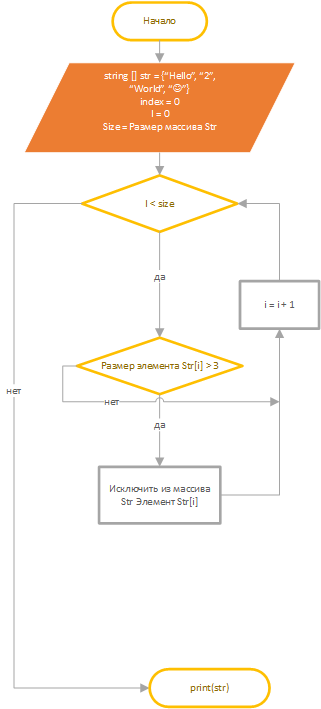 Начало
string [] str = {“Hello”, “2”,
“World”, “😊”}
index = 0
I = 0
Size = Размер массива Str
I < size
да
i = i + 1
Размер элемента Str[i] > 3
нет
нет
да
Исключить из массива
Str Элемент Str[i]
print(str)